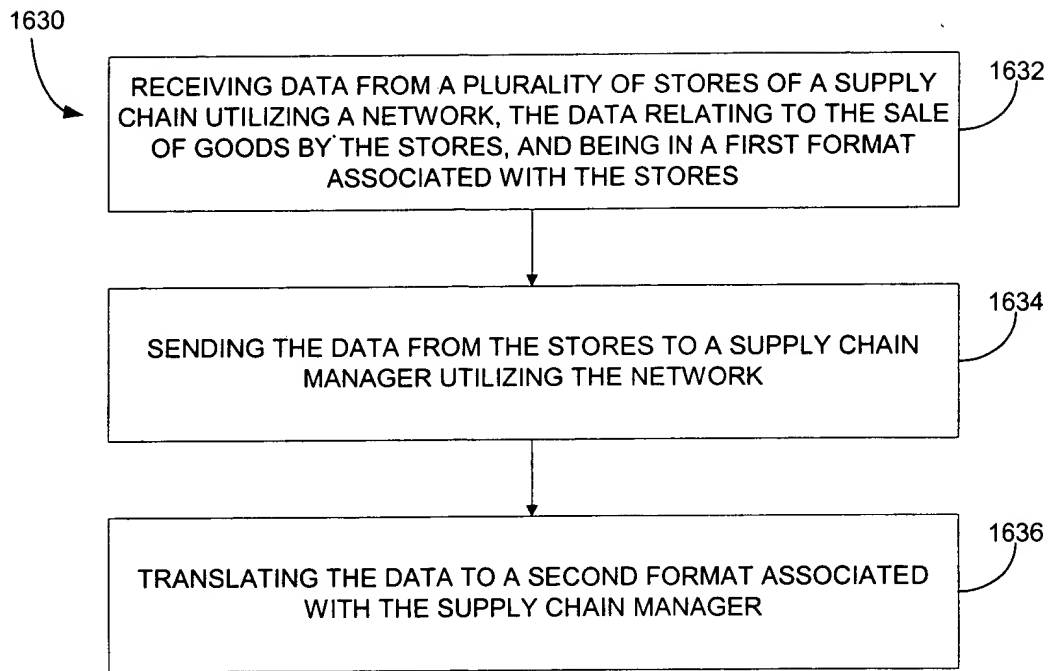 1630
RECEIVING DATA FROM A PLURALITY OF STORES OF A SUPPLY
CHAIN UTILIZING A NETWORK, THE DATA RELATING TO THE SALE
OF GOODS BY THE STORES, AND BEING IN A FIRST FORMAT
ASSOCIATED WITH THE STORES
1632
SENDING THE DATA FROM THE STORES TO A SUPPLY CHAIN
MANAGER UTILIZING THE NETWORK
1634
TRANSLATING THE DATA TO A SECOND FORMAT ASSOCIATED
WITH THE SUPPLY CHAIN MANAGER
1636